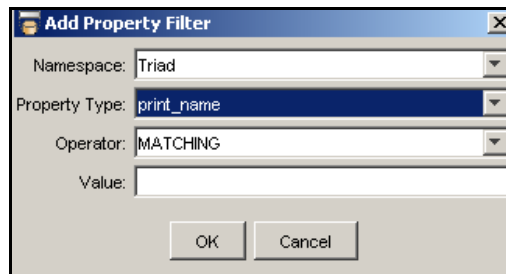 Add Property Filter
Namespace: Triad
Property Type: print_name
Operator: MATCHING
Value:
OK Cancel